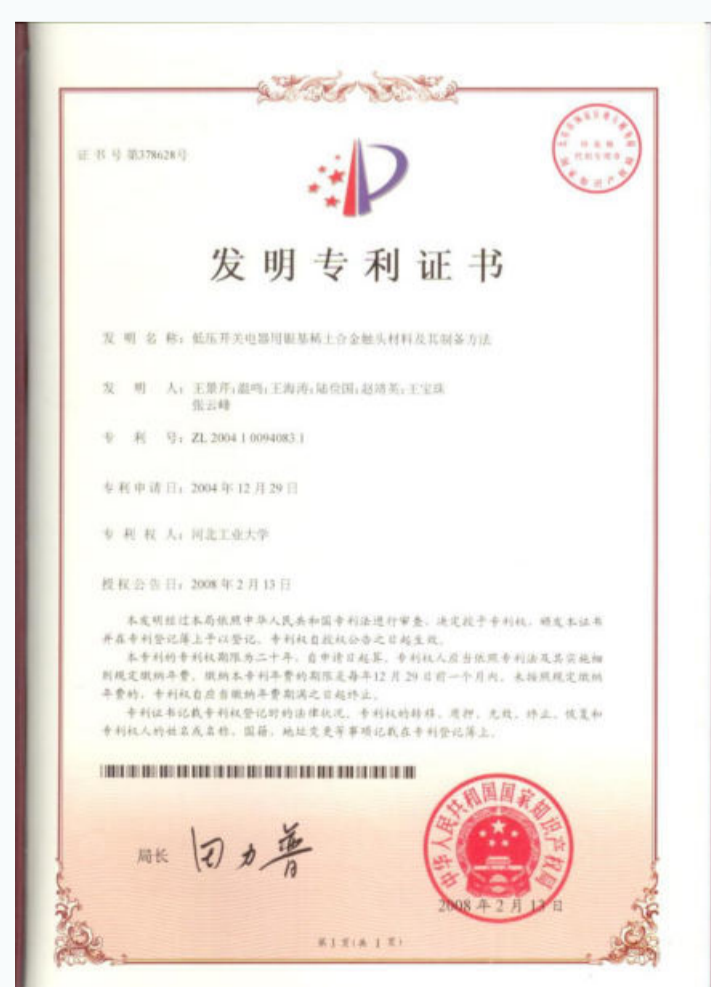 证书号第378628号
发明专利证书
发明名称:低压开关电器用银基稀土合金触头材料及其制备方法
发明人:王景芹;温鸣;王海涛;陆俭国;赵靖英;王宝珠
张云峰
专利号:ZL 2004 1 0094083.1
专利申请日:2004年12月29日
专利权人:河北工业大学
授权公告日:2008年2月13日
本发明经过本局依照中华人民共和国专利法进行审查,决定授予专利权,颁发本证书
并在专利登记簿上予以登记。专利权自授权公告之日起生效。
本专利的专利权期限为二十年,自申请日起算。专利权人应当依照专利法及其实施细
则规定缴纳年费。缴纳本专利年费的期限是每年12月29日前一个月内。未按照规定缴纳
年费的,专利权自应当缴纳年费期满之日起终止。
专利证书记载专利权登记时的法律状况。专利权的转移、质押、无效、终止、恢复和
专利权人的姓名或名称、国籍、地址变更等事项记载在专利登记簿上。
局长 田力普
中华人民共和国国家知识产权局
2008年2月13日
第1页(共1页)